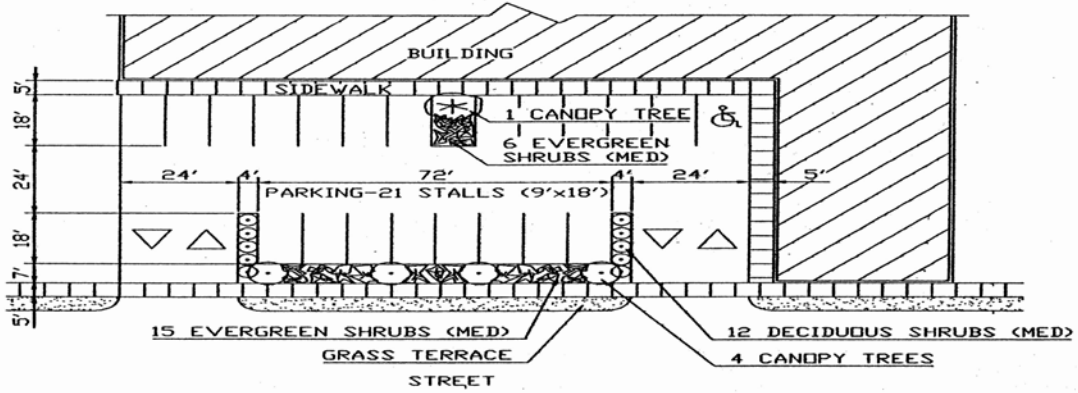 BUILDING
SIDEWALK
1 CANOPY TREE
6 EVERGREEN
SHRUBS (MED)
5'
18'
24'
18'
7'
5'
24'
4'
72'
4'
24'
5'
PARKING-21 STALLS (9'x18')
15 EVERGREEN SHRUBS (MED)
12 DECIDUOUS SHRUBS (MED)
GRASS TERRACE
4 CANOPY TREES
STREET